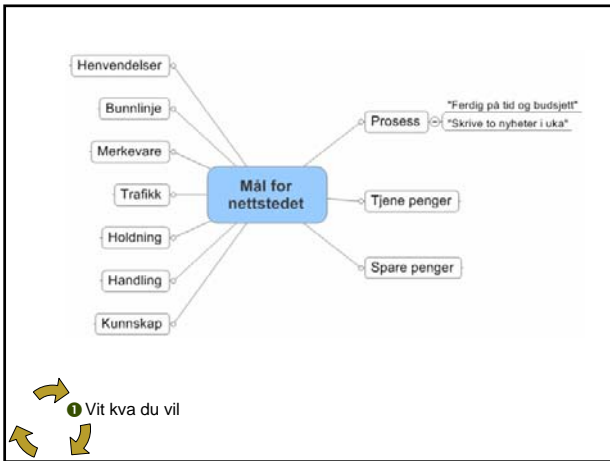 Henvendelser
Bunnlinje
Merkevare
Trafikk
Holdning
Handling
Kunnskap
Mål for
nettstedet
Prosess
"Ferdig på tid og budsjett"
"Skrive to nyheter i uka"
Tjene penger
Spare penger
❶ Vit kva du vil